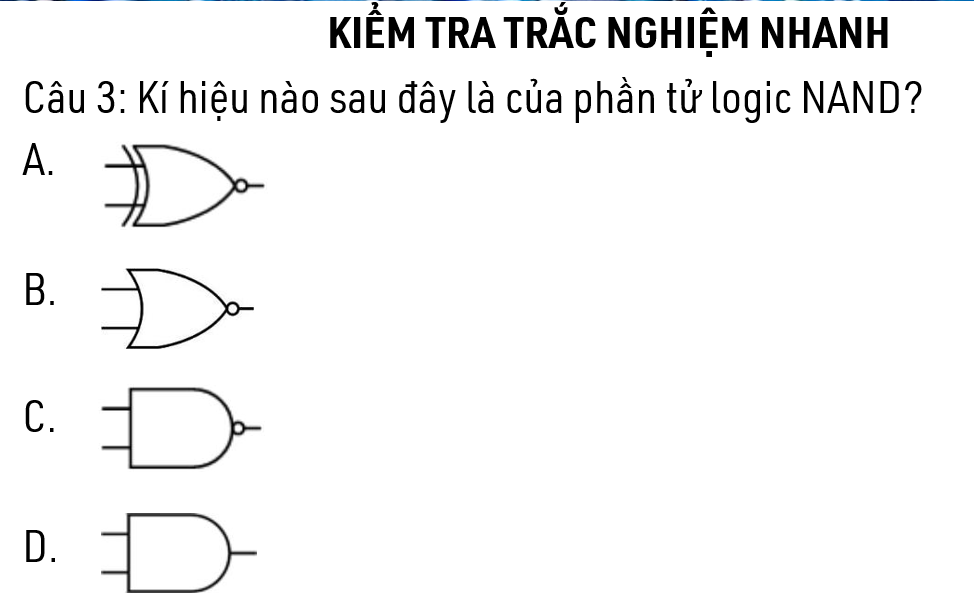 KIỂM TRA TRẮC NGHIỆM NHANH
Câu 3: Kí hiệu nào sau đây là của phần tử logic NAND?
A.
B.
C.
D.